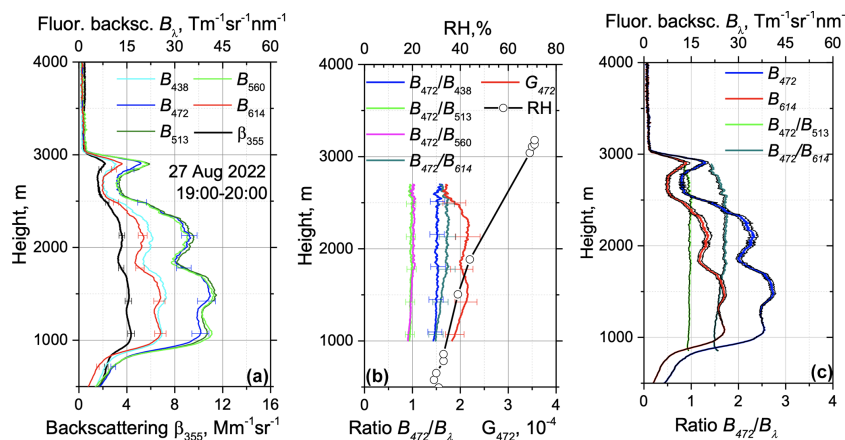 Fluor. backsc. Bλ, Tm⁻¹sr⁻¹nm⁻¹
0 15 30 45 60
4000
3000
2000
1000
Height, m
B438
B472
B513
B560
B614
β355
27 Aug 2022
19:00-20:00
(a)
0 4 8 12 16
Backscattering β355, Mm⁻¹sr⁻¹
RH,%
0 20 40 60 80
4000
3000
2000
1000
Height, m
B472/B438
B472/B513
B472/B560
B472/B614
G472
RH
(b)
0 1 2 3 4
Ratio B472/Bλ G472, 10⁻⁴
Fluor. backsc. Bλ, Tm⁻¹sr⁻¹nm⁻¹
0 15 30 45 60
4000
3000
2000
1000
Height, m
B472
B614
B472/B513
B472/B614
(c)
0 1 2 3 4
Ratio B472/Bλ